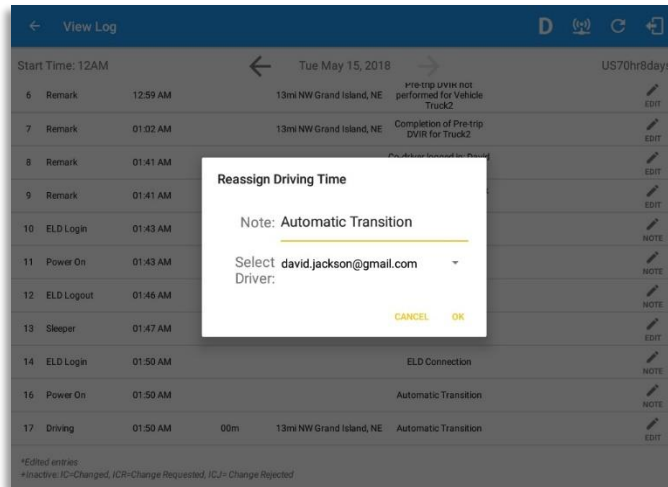 View Log
D
Start Time: 12AM
Tue May 15, 2018
US70hr8days
6 Remark 12:59 AM 13mi NW Grand Island, NE Pre-trip DVIR not performed for Vehicle Truck2 EDIT
7 Remark 01:02 AM 13mi NW Grand Island, NE Completion of Pre-trip DVIR for Truck2 EDIT
8 Remark 01:41 AM Co-driver logged in: David EDIT
9 Remark 01:41 AM EDIT
10 ELD Login 01:43 AM NOTE
11 Power On 01:43 AM NOTE
12 ELD Logout 01:46 AM NOTE
13 Sleeper 01:47 AM EDIT
14 ELD Login 01:50 AM ELD Connection NOTE
16 Power On 01:50 AM Automatic Transition NOTE
17 Driving 01:50 AM 00m 13mi NW Grand Island, NE Automatic Transition EDIT
*Edited entries
+Inactive: IC=Changed, ICR=Change Requested, ICJ= Change Rejected
Reassign Driving Time
Note: Automatic Transition
Select Driver: david.jackson@gmail.com
CANCEL OK